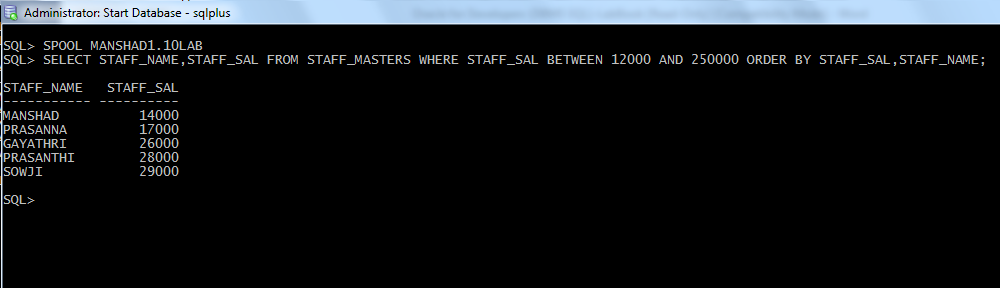 Administrator: Start Database - sqlplus
SQL> SPOOL MANSHAD1.1OLAB
SQL> SELECT STAFF_NAME,STAFF_SAL FROM STAFF_MASTERS WHERE STAFF_SAL BETWEEN 12000 AND 250000 ORDER BY STAFF_SAL,STAFF_NAME;
STAFF_NAME STAFF_SAL
----------- ----------
MANSHAD 14000
PRASANNA 17000
GAYATHRI 26000
PRASANTHI 28000
SOWJI 29000
SQL>